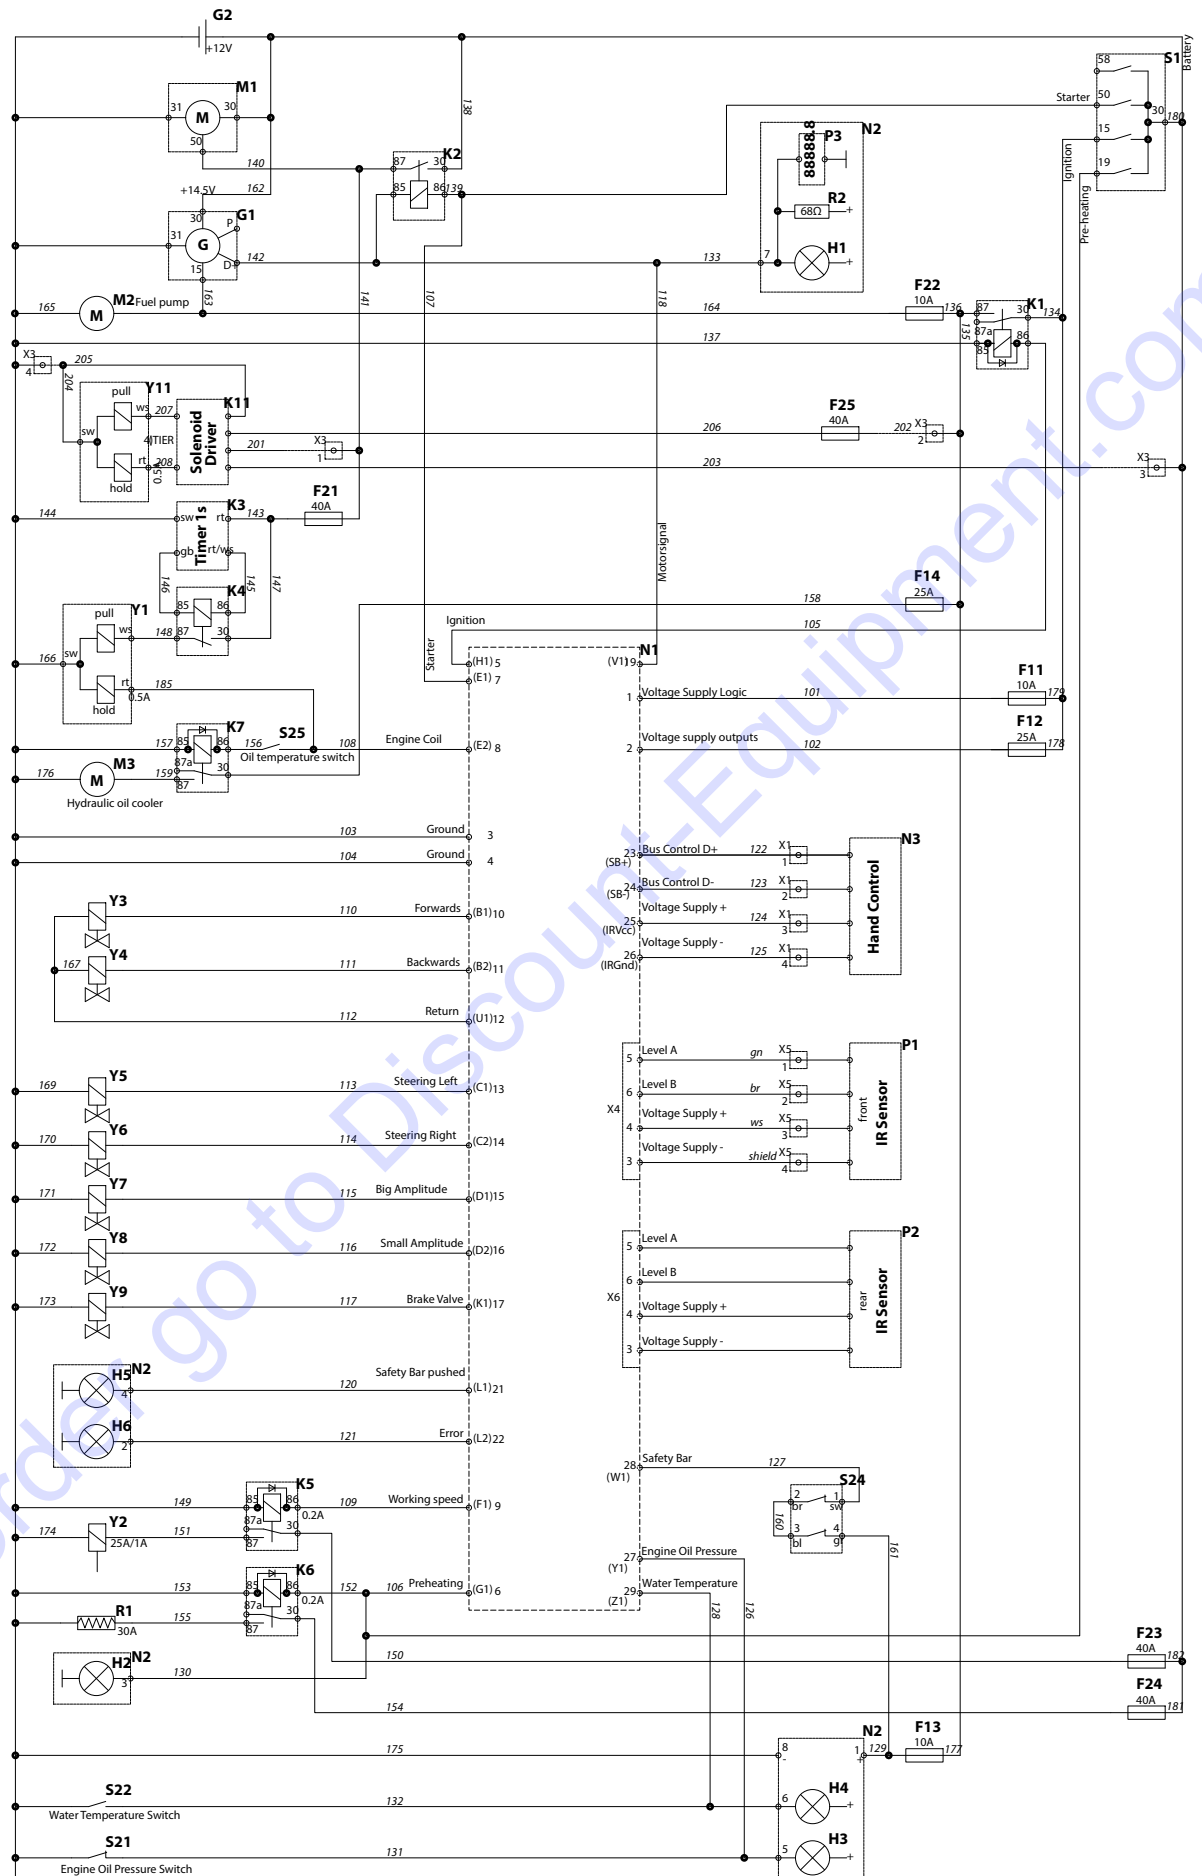 G2
+12V
Battery
M1
31
M
30
50
138
58
S1
Starter
50
30
180
15
Ignition
19
Pre-heating
140
87
30
K2
85
86
139
88888.8
P3
N2
R2
68Ω
+
H1
+
7
+14.5V
162
30
P
G1
31
G
D+
15
142
133
163
141
107
118
165
M2
Fuel pump
M
164
F22
10A
136
135
87
30
K1
134
87a
86
85
137
X3
4
205
204
pull
Y11
ws
207
sw
4JTIER
rt
208
0.5A
hold
K11
Solenoid Driver
206
F25
40A
202
X3
2
201
X3
1
203
X3
3
F21
40A
144
sw
K3
rt
143
Timer 1s
gb
rt/ws
146
145
147
K4
85
86
87
30
148
Motorsignal
F14
25A
158
105
Ignition
pull
Y1
ws
166
sw
rt
0.5A
hold
185
Starter
N1
(H1) 5
(E1) 7
(V1)19
1
Voltage Supply Logic
101
F11
10A
179
F12
25A
178
2
Voltage supply outputs
102
K7
157
85
86
156
S25
Oil temperature switch
108
Engine Coil
(E2) 8
87a
30
176
M
M3
159
87
Hydraulic oil cooler
103
Ground
3
104
Ground
4
Y3
110
Forwards
(B1)10
Y4
167
111
Backwards
(B2)11
112
Return
(U1)12
23
(SB+)
Bus Control D+
122
X1
1
N3
Hand Control
24
(SB-)
Bus Control D-
123
X1
2
25
(IRVcc)
Voltage Supply +
124
X1
3
26
(IRGnd)
Voltage Supply -
125
X1
4
X4
5
Level A
gn
X5
1
P1
front
IR Sensor
6
Level B
br
X5
2
4
Voltage Supply +
ws
X5
3
3
Voltage Supply -
shield
X5
4
169
Y5
113
Steering Left
(C1)13
170
Y6
114
Steering Right
(C2)14
171
Y7
115
Big Amplitude
(D1)15
172
Y8
116
Small Amplitude
(D2)16
173
Y9
117
Brake Valve
(K1)17
X6
5
Level A
P2
rear
IR Sensor
6
Level B
4
Voltage Supply +
3
Voltage Supply -
H5
N2
4
120
Safety Bar pushed
(L1)21
H6
2
121
Error
(L2)22
28
(W1)
Safety Bar
127
S24
2
1
br
sw
160
3
4
bl
gr
161
K5
149
85
86
0.2A
109
Working speed
(F1) 9
174
Y2
25A/1A
151
87a
30
87
27
(Y1)
Engine Oil Pressure
29
(Z1)
Water Temperature
128
126
K6
153
85
86
0.2A
152
106
Preheating
(G1) 6
R1
30A
155
87a
30
87
H2
N2
3
130
150
F23
40A
182
154
F24
40A
181
175
8
-
N2
1
+
129
F13
10A
177
S22
Water Temperature Switch
132
6
H4
+
S21
Engine Oil Pressure Switch
131
5
H3
+
order go to Discount-Equipment.com